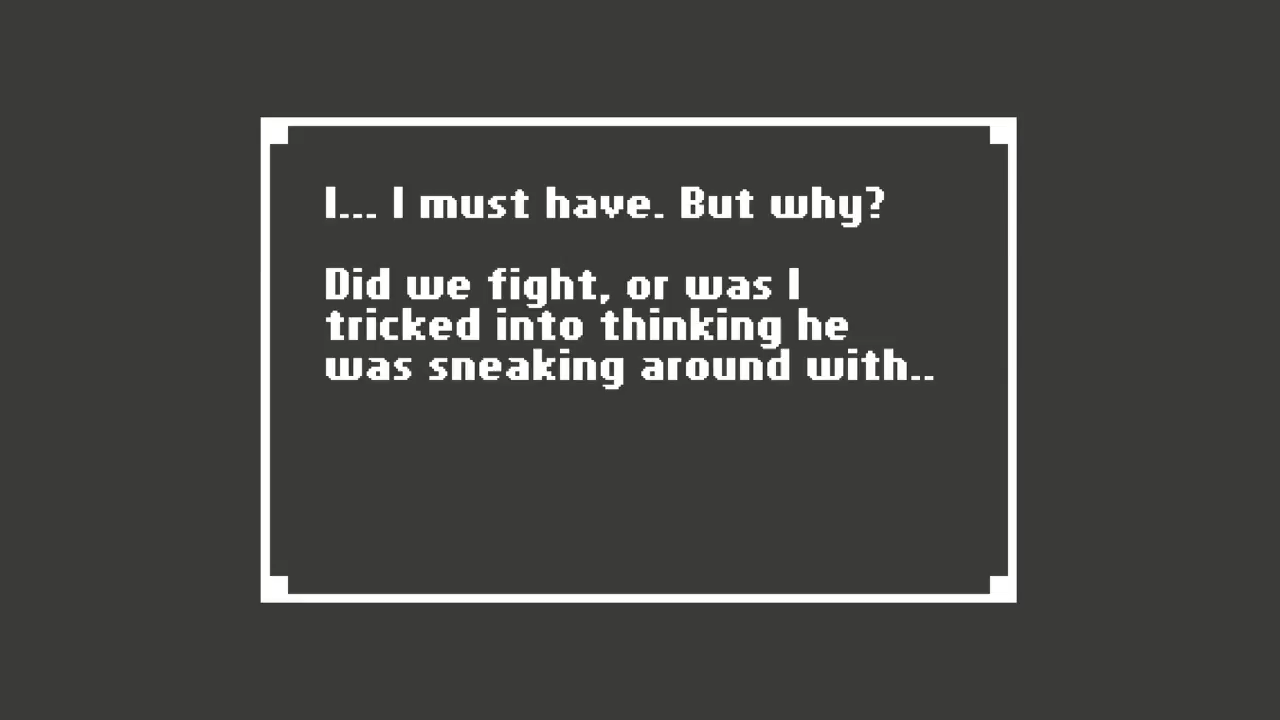 I... I must have. But why?
Did we fight, or was I
tricked into thinking he
was sneaking around with..